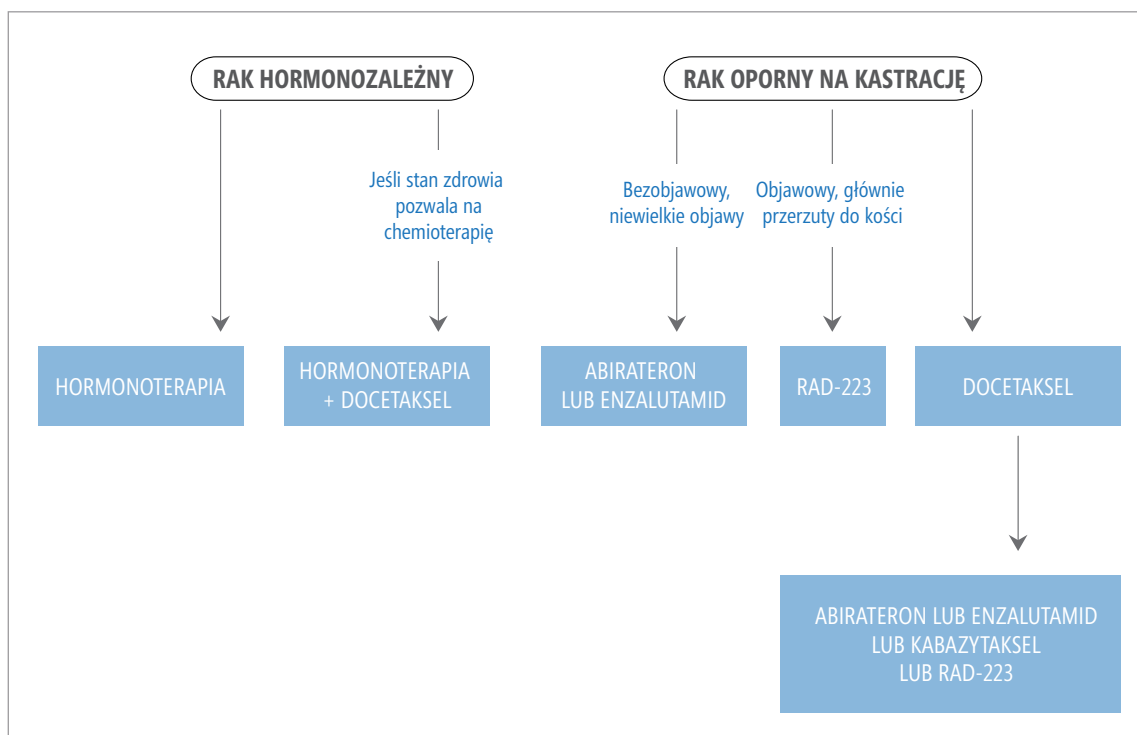 RAK HORMONOZALEŻNY
RAK OPORNY NA KASTRACJĘ
Jeśli stan zdrowia
pozwala na
chemioterapię
Bezobjawowy,
niewielkie objawy
Objawowy, głównie
przerzuty do kości
HORMONOTERAPIA
HORMONOTERAPIA
+ DOCETAKSEL
ABIRATERON
LUB ENZALUTAMID
RAD-223
DOCETAKSEL
ABIRATERON LUB ENZALUTAMID
LUB KABAZYTAKSEL
LUB RAD-223